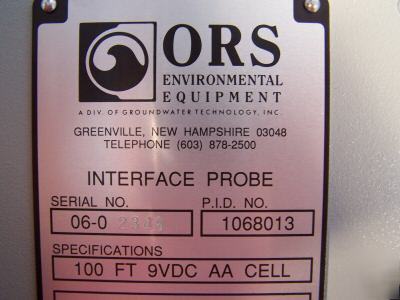 ORS
ENVIRONMENTAL
EQUIPMENT
A DIV. OF GROUNDWATER TECHNOLOGY, INC.
GREENVILLE, NEW HAMPSHIRE 03048
TELEPHONE (603) 878-2500
INTERFACE PROBE
SERIAL NO. P.I.D. NO.
06-0 1068013
SPECIFICATIONS
100 FT 9VDC AA CELL